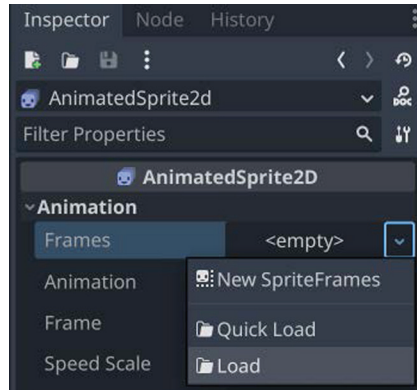 Inspector Node History
AnimatedSprite2d
DOC
Filter Properties
AnimatedSprite2D
Animation
Frames <empty>
Animation
New SpriteFrames
Frame
Quick Load
Speed Scale
Load